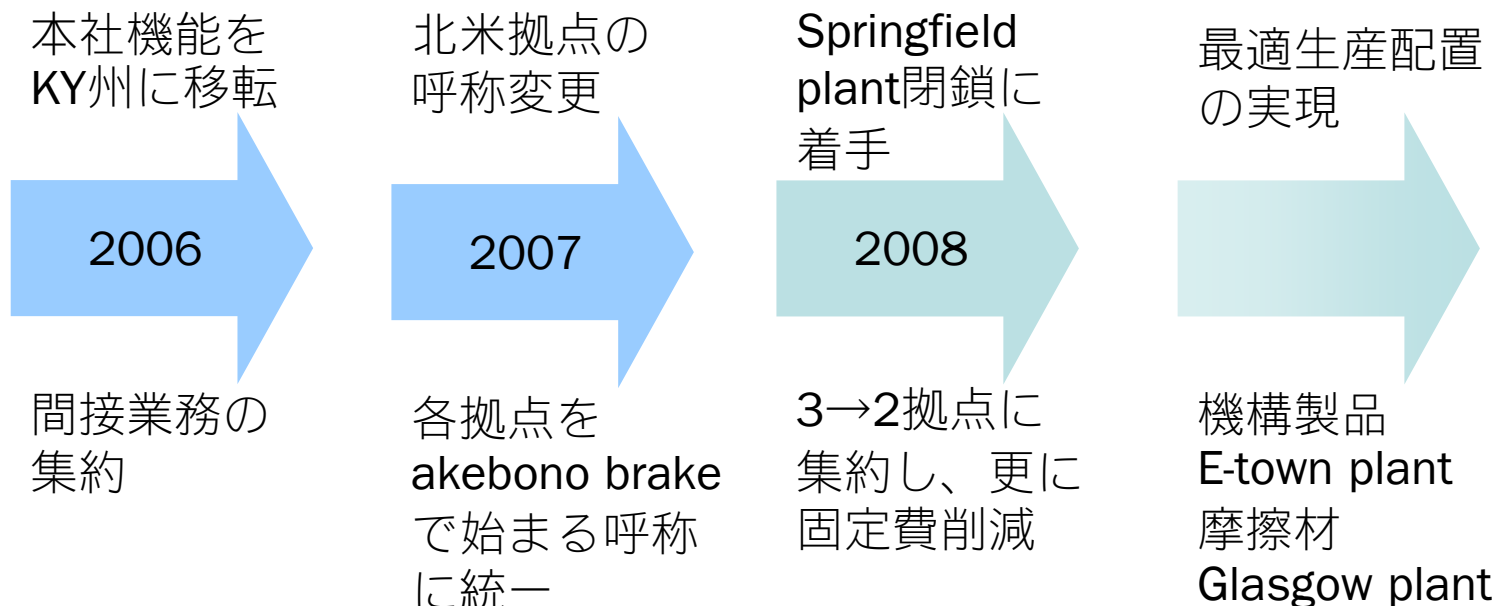 本社機能を
KY州に移転
2006
間接業務の
集約
北米拠点の
呼称変更
2007
各拠点を
akebono brake
で始まる呼称
に統一
Springfield
plant閉鎖に
着手
2008
3→2拠点に
集約し、更に
固定費削減
最適生産配置
の実現
機構製品
E-town plant
摩擦材
Glasgow plant